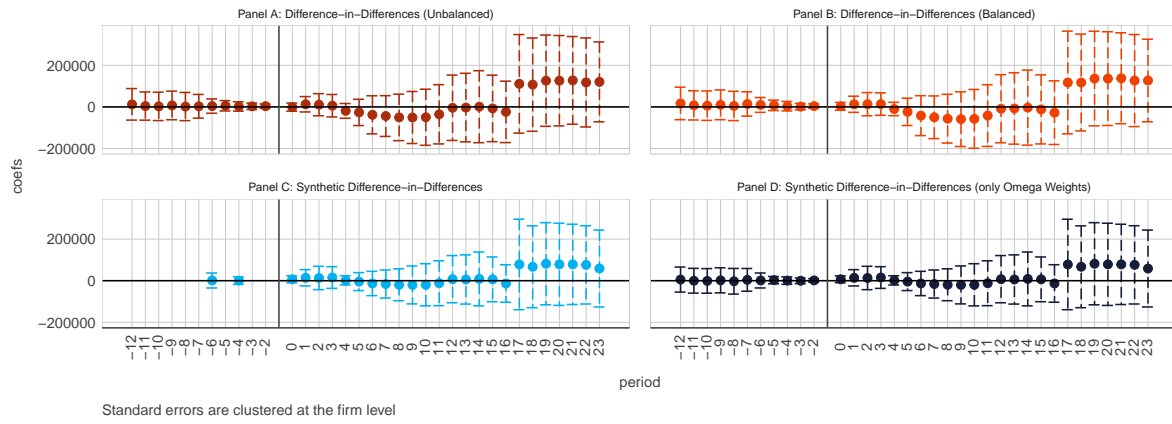 Panel A: Difference−in−Differences (Unbalanced)
Panel B: Difference−in−Differences (Balanced)
200000
0
−200000
Panel C: Synthetic Difference−in−Differences
Panel D: Synthetic Difference−in−Differences (only Omega Weights)
200000
0
−200000
coefs
−12 −11 −10 −9 −8 −7 −6 −5 −4 −3 −2 0 1 2 3 4 5 6 7 8 9 10 11 12 13 14 15 16 17 18 19 20 21 22 23
−12 −11 −10 −9 −8 −7 −6 −5 −4 −3 −2 0 1 2 3 4 5 6 7 8 9 10 11 12 13 14 15 16 17 18 19 20 21 22 23
period
Standard errors are clustered at the firm level